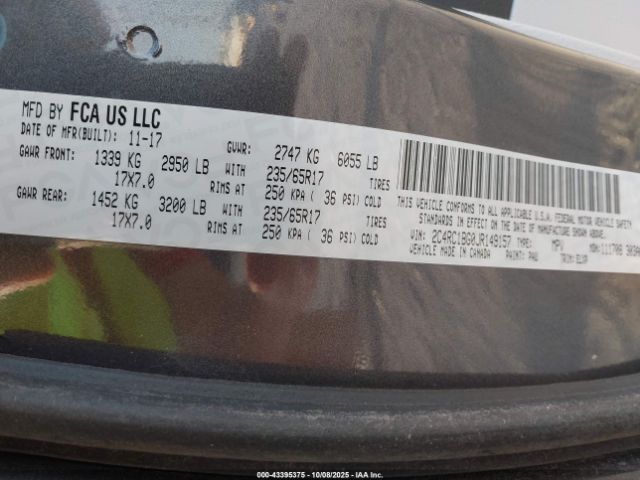 MFD BY FCA US LLC
DATE OF MFR(BUILT): 11-17
GVWR: 2747 KG 6055 LB
GAWR FRONT: 1339 KG 2950 LB WITH 235/65R17 TIRES
17X7.0 RIMS AT 250 KPA ( 36 PSI) COLD
GAWR REAR: 1452 KG 3200 LB WITH 235/65R17 TIRES
17X7.0 RIMS AT 250 KPA ( 36 PSI) COLD
THIS VEHICLE CONFORMS TO ALL APPLICABLE U.S.A. FEDERAL MOTOR VEHICLE SAFETY
STANDARDS IN EFFECT ON THE DATE OF MANUFACTURE SHOWN ABOVE.
VIN: 2C4RC1BG0JR149157 TYPE: MPV
VEHICLE MADE IN CANADA PAINT: TRIM:
00-43395375 - 10/08/2025 - IAA Inc.